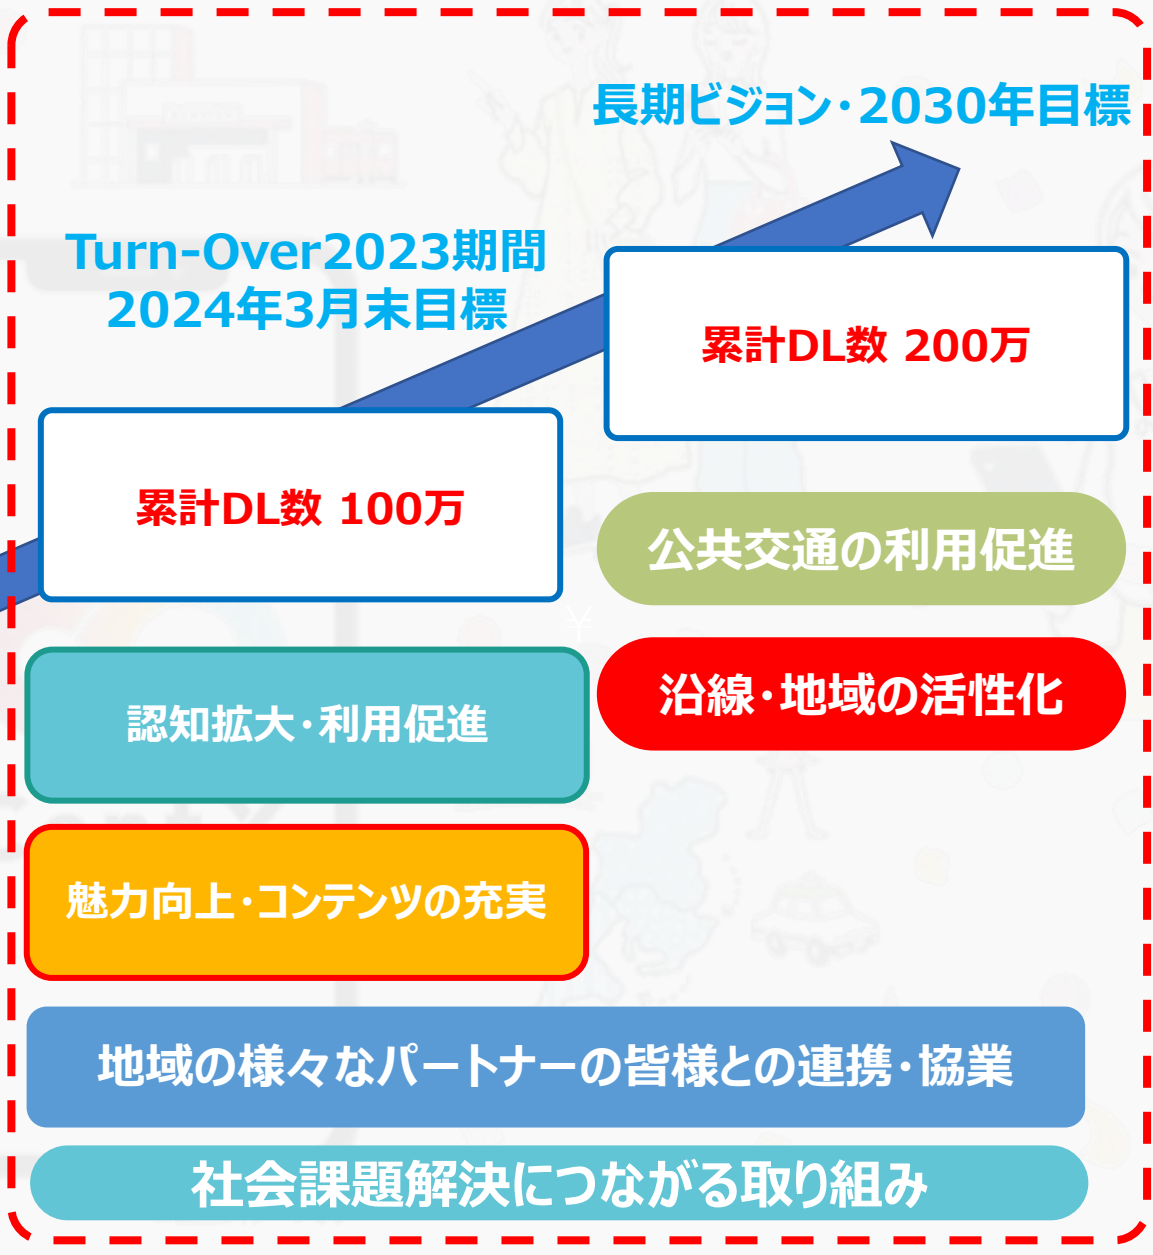 長期ビジョン・2030年目標
Turn-Over2023期間
2024年3月末目標
累計DL数 200万
累計DL数 100万
公共交通の利用促進
¥
沿線・地域の活性化
認知拡大・利用促進
魅力向上・コンテンツの充実
地域の様々なパートナーの皆様との連携・協業
社会課題解決につながる取り組み